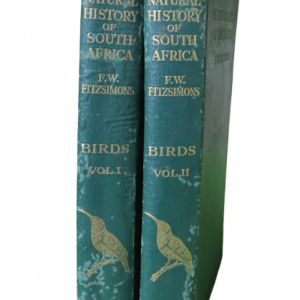 NATURAL
HISTORY
OF
SOUTH
AFRICA
F.W.
FITZSIMONS
BIRDS
VOL.I
NATURAL
HISTORY
OF
SOUTH
AFRICA
F.W.
FITZSIMONS
BIRDS
VOL.II